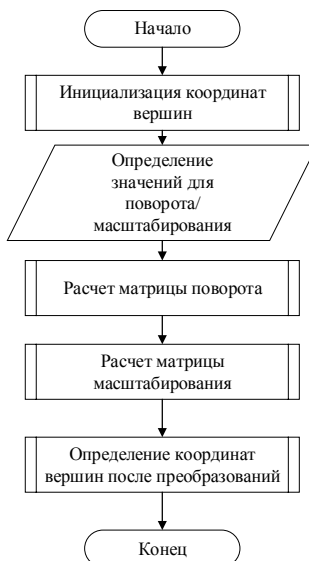 Начало
Инициализация координат
вершин
Определение
значений для
поворота/
масштабирования
Расчет матрицы поворота
Расчет матрицы
масштабирования
Определение координат
вершин после преобразований
Конец